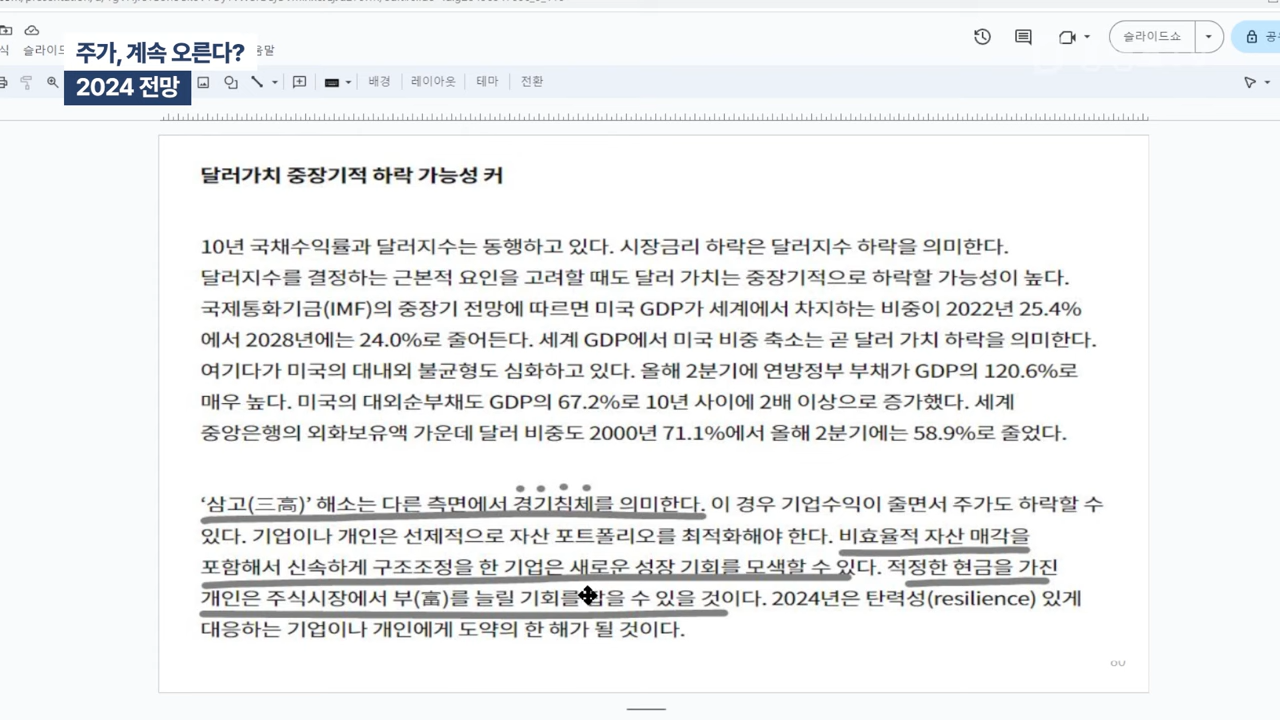 주가, 계속 오른다?
2024 전망
슬라이드쇼
배경
레이아웃
테마
전환
달러가치 중장기적 하락 가능성 커
10년 국채수익률과 달러지수는 동행하고 있다. 시장금리 하락은 달러지수 하락을 의미한다.
달러지수를 결정하는 근본적 요인을 고려할 때도 달러 가치는 중장기적으로 하락할 가능성이 높다.
국제통화기금(IMF)의 중장기 전망에 따르면 미국 GDP가 세계에서 차지하는 비중이 2022년 25.4%
에서 2028년에는 24.0%로 줄어든다. 세계 GDP에서 미국 비중 축소는 곧 달러 가치 하락을 의미한다.
여기다가 미국의 대내외 불균형도 심화하고 있다. 올해 2분기에 연방정부 부채가 GDP의 120.6%로
매우 높다. 미국의 대외순부채도 GDP의 67.2%로 10년 사이에 2배 이상으로 증가했다. 세계
중앙은행의 외화보유액 가운데 달러 비중도 2000년 71.1%에서 올해 2분기에는 58.9%로 줄었다.
‘삼고(三高)’ 해소는 다른 측면에서 경기침체를 의미한다. 이 경우 기업수익이 줄면서 주가도 하락할 수
있다. 기업이나 개인은 선제적으로 자산 포트폴리오를 최적화해야 한다. 비효율적 자산 매각을
포함해서 신속하게 구조조정을 한 기업은 새로운 성장 기회를 모색할 수 있다. 적정한 현금을 가진
개인은 주식시장에서 부(富)를 늘릴 기회를 잡을 수 있을 것이다. 2024년은 탄력성(resilience) 있게
대응하는 기업이나 개인에게 도약의 한 해가 될 것이다.